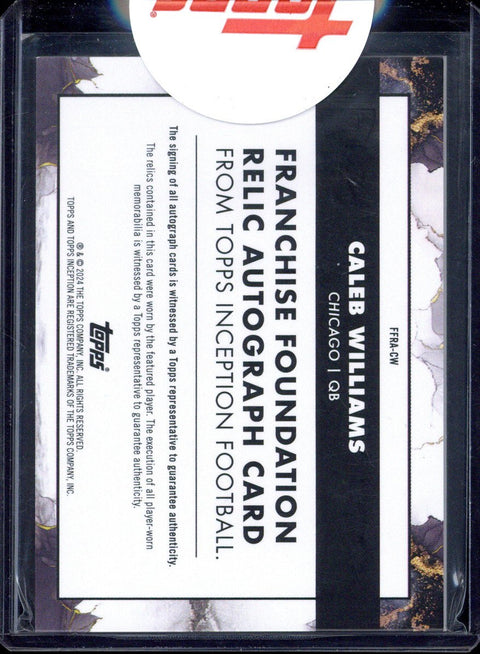 topps
FFRA-CW
CALEB WILLIAMS
CHICAGO | QB
FRANCHISE FOUNDATION
RELIC AUTOGRAPH CARD
FROM TOPPS INCEPTION FOOTBALL.
The signing of all autograph cards is witnessed by a Topps representative to guarantee authenticity.
The relics contained in this card were worn by the featured player. The execution of all player-worn
memorabilia is witnessed by a Topps representative to guarantee authenticity.
topps
® & © 2024 THE TOPPS COMPANY, INC. ALL RIGHTS RESERVED.
TOPPS AND TOPPS INCEPTION ARE REGISTERED TRADEMARKS OF THE TOPPS COMPANY, INC.